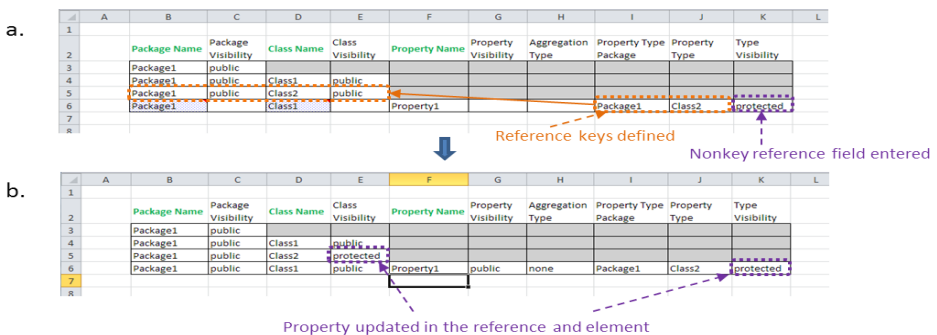 a.
A B C D E F G H I J K L
1
Package Class Property Aggregation Property Type Property Type
2 Package Name Visibility Class Name Visibility Property Name Visibility Type Package Type Visibility
3 Package1 public
4 Package1 public Class1 public
5 Package1 public Class2 public
6 Package1 Class1 Property1 Package1 Class2 protected
7
8
Reference keys defined
Nonkey reference field entered
b.
A B C D E F G H I J K L
1
Package Class Property Aggregation Property Type Property Type
2 Package Name Visibility Class Name Visibility Property Name Visibility Type Package Type Visibility
3 Package1 public
4 Package1 public Class1 public
5 Package1 public Class2 protected
6 Package1 public Class1 public Property1 public none Package1 Class2 protected
7
8
Property updated in the reference and element